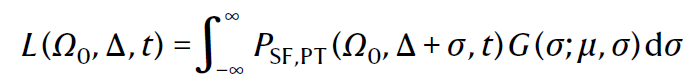 L(Ω₀, Δ, t) = ∫_{-∞}^{∞} P_{SF,PT}(Ω₀, Δ + σ, t)G(σ; μ, σ)dσ